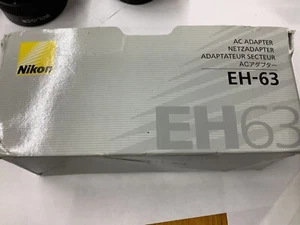 Nikon
AC ADAPTER
NETZADAPTER
ADAPTATEUR SECTEUR
ACアダプター
EH-63
EH63